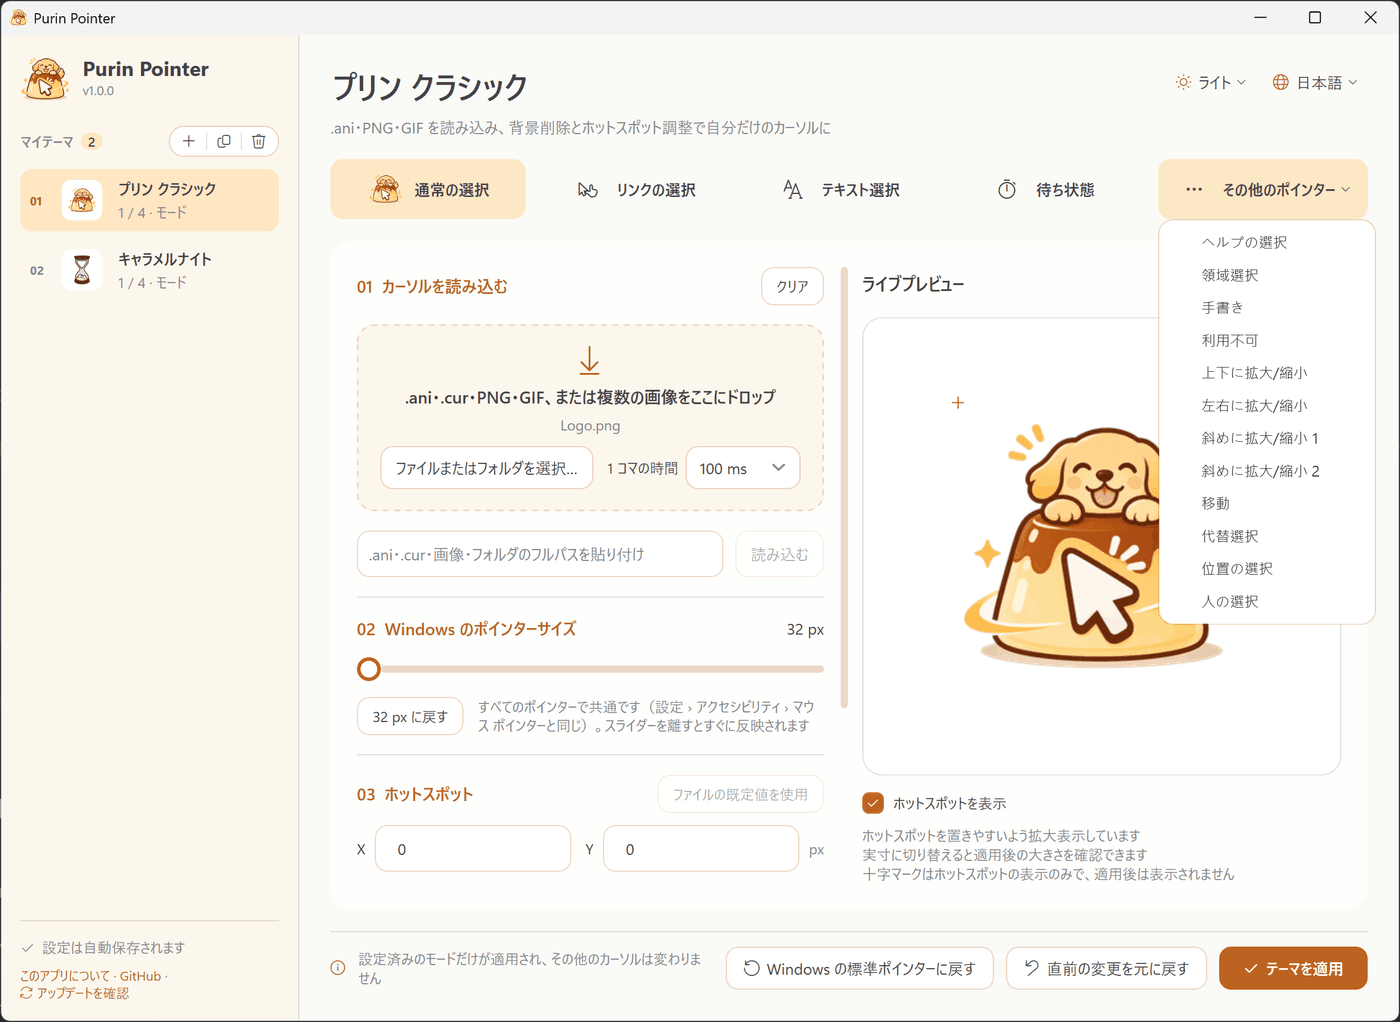 Purin Pointer
Purin Pointer
v1.0.0
マイテーマ 2
01 プリン クラシック
1 / 4 · モード
02 キャラメルナイト
1 / 4 · モード
設定は自動保存されます
このアプリについて · GitHub ·
アップデートを確認
プリン クラシック
ライト
日本語
.ani･PNG･GIF を読み込み、背景削除とホットスポット調整で自分だけのカーソルに
通常の選択
リンクの選択
テキスト選択
待ち状態
その他のポインター
ヘルプの選択
領域選択
手書き
利用不可
上下に拡大/縮小
左右に拡大/縮小
斜めに拡大/縮小 1
斜めに拡大/縮小 2
移動
代替選択
位置の選択
人の選択
01 カーソルを読み込む
クリア
.ani･.cur･PNG･GIF、または複数の画像をここにドロップ
Logo.png
ファイルまたはフォルダを選択...
1 コマの時間
100 ms
.ani･.cur･画像･フォルダのフルパスを貼り付け
読み込む
02 Windows のポインターサイズ
32 px
32 px に戻す
すべてのポインターで共通です（設定 › アクセシビリティ › マウ
ス ポインターと同じ）。スライダーを離すとすぐに反映されます
03 ホットスポット
ファイルの既定値を使用
X 0
Y 0 px
ライブプレビュー
ホットスポットを表示
ホットスポットを置きやすいよう拡大表示しています
実寸に切り替えると適用後の大きさを確認できます
十字マークはホットスポットの表示のみで、適用後は表示されません
設定済みのモードだけが適用され、その他のカーソルは変わりま
せん
Windows の標準ポインターに戻す
直前の変更を元に戻す
テーマを適用